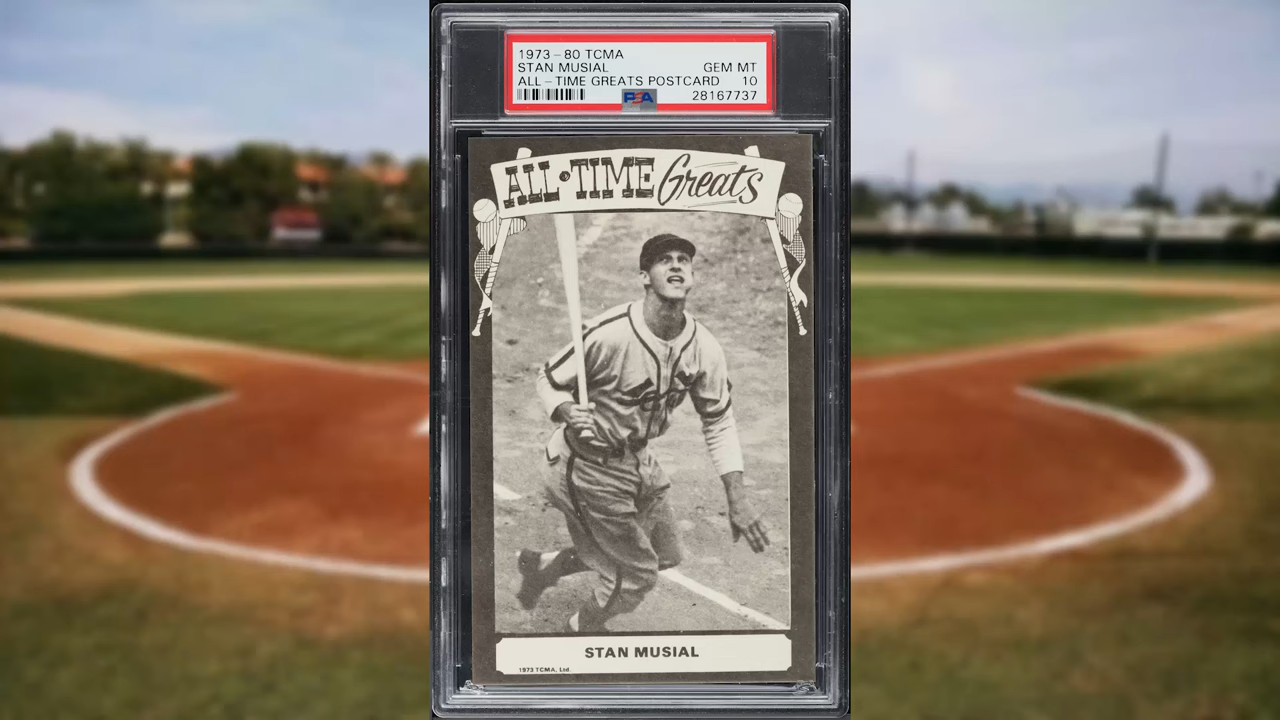 1973-80 TCMA
STAN MUSIAL GEM MT
ALL-TIME GREATS POSTCARD 10
PSA 28167737
ALL·TIME Greats
STAN MUSIAL
1973 TCMA, Ltd.